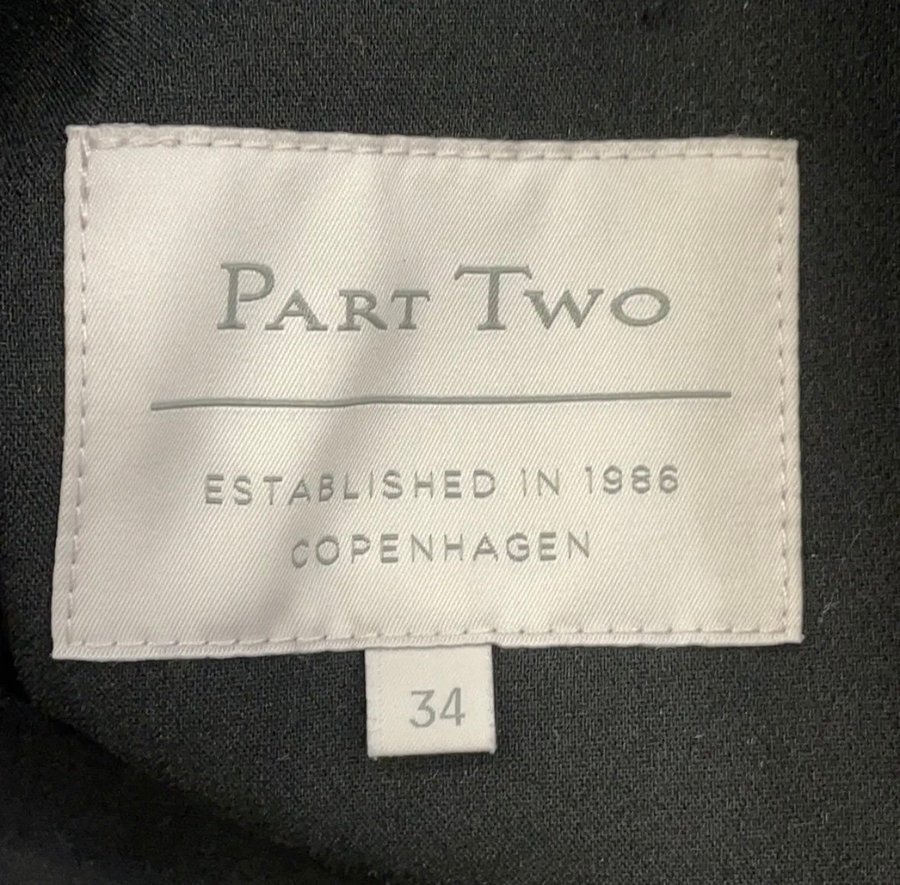 PART TWO
ESTABLISHED IN 1986
COPENHAGEN
34